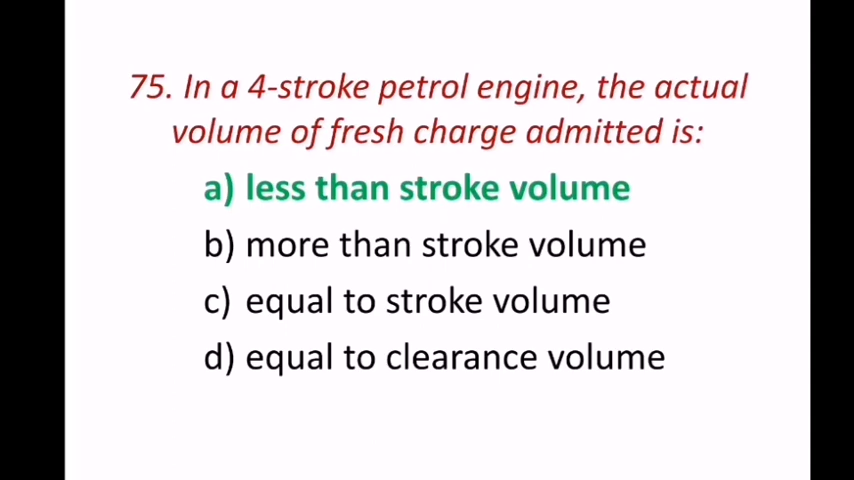 75. In a 4-stroke petrol engine, the actual
volume of fresh charge admitted is:
a) less than stroke volume
b) more than stroke volume
c) equal to stroke volume
d) equal to clearance volume